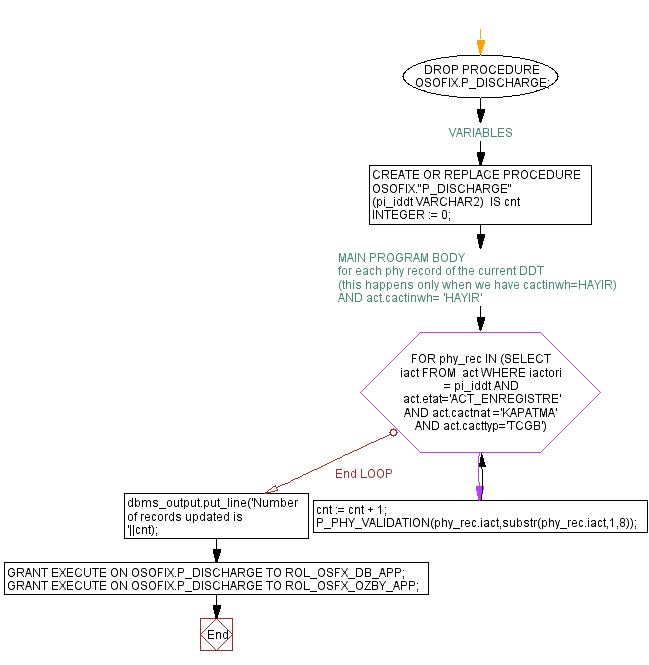 DROP PROCEDURE
OSOFIX.P_DISCHARGE;
VARIABLES
CREATE OR REPLACE PROCEDURE
OSOFIX."P_DISCHARGE"
(pi_iddt VARCHAR2)  IS cnt
INTEGER := 0;
MAIN PROGRAM BODY
for each phy record of the current DDT
(this happens only when we have cactinwh=HAYIR)
AND act.cactinwh= 'HAYIR'
FOR phy_rec IN (SELECT
iact FROM  act WHERE iactori
= pi_iddt AND
act.etat='ACT_ENREGISTRE'
AND act.cactnat ='KAPATMA'
AND act.cacttyp='TCGB')
End LOOP
dbms_output.put_line('Number
of records updated is
'||cnt);
cnt := cnt + 1;
P_PHY_VALIDATION(phy_rec.iact,substr(phy_rec.iact,1,8));
GRANT EXECUTE ON OSOFIX.P_DISCHARGE TO ROL_OSFX_DB_APP;
GRANT EXECUTE ON OSOFIX.P_DISCHARGE TO ROL_OSFX_OZBY_APP;
End